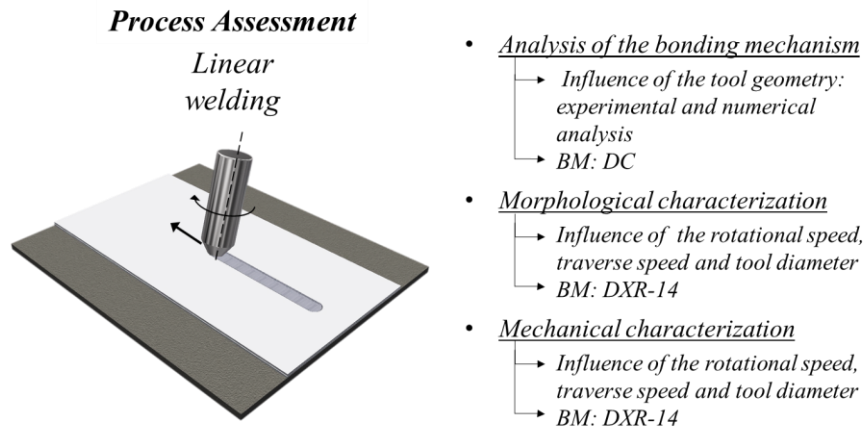 Process Assessment
Linear
welding
• Analysis of the bonding mechanism
Influence of the tool geometry:
experimental and numerical
analysis
BM: DC
• Morphological characterization
Influence of the rotational speed,
traverse speed and tool diameter
BM: DXR-14
• Mechanical characterization
Influence of the rotational speed,
traverse speed and tool diameter
BM: DXR-14